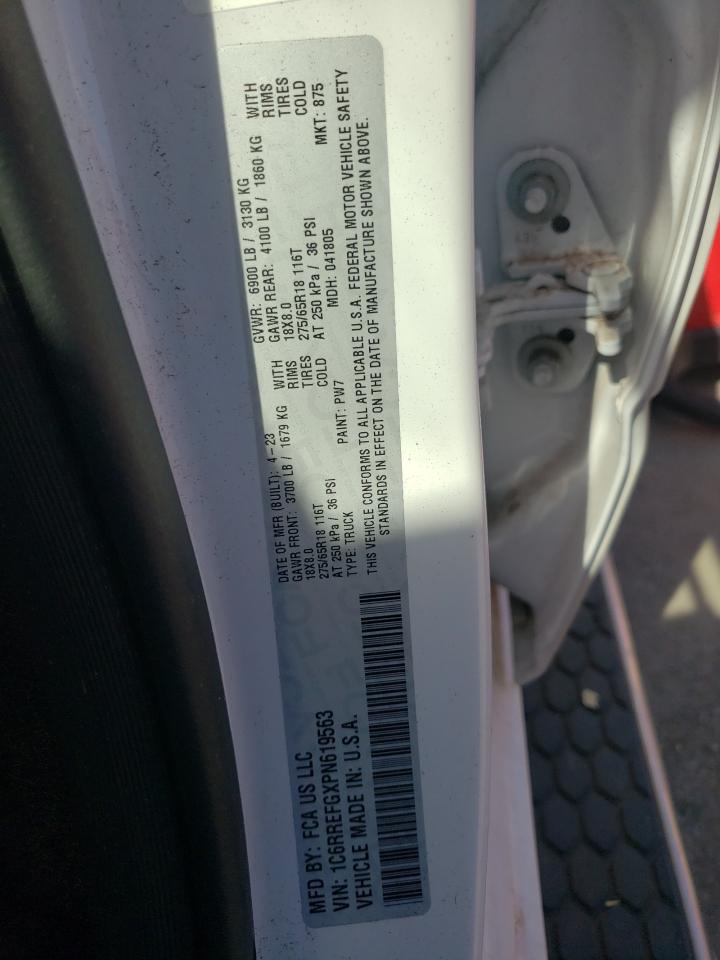 MFD BY: FCA US LLC
VIN: 1C6RREFGXPN619563
VEHICLE MADE IN: U.S.A.
DATE OF MFR (BUILT): 4-23 GVWR: 6900 LB / 3130 KG
GAWR FRONT: 3700 LB / 1679 KG WITH GAWR REAR: 4100 LB / 1860 KG WITH
18X8.0 RIMS 18X8.0 RIMS
275/65R18 116T TIRES 275/65R18 116T TIRES
AT 250 kPa / 36 PSI COLD AT 250 kPa / 36 PSI COLD
TYPE: TRUCK PAINT: PW7 MDH: 041805 MKT: 875
THIS VEHICLE CONFORMS TO ALL APPLICABLE U.S.A. FEDERAL MOTOR VEHICLE SAFETY
STANDARDS IN EFFECT ON THE DATE OF MANUFACTURE SHOWN ABOVE.